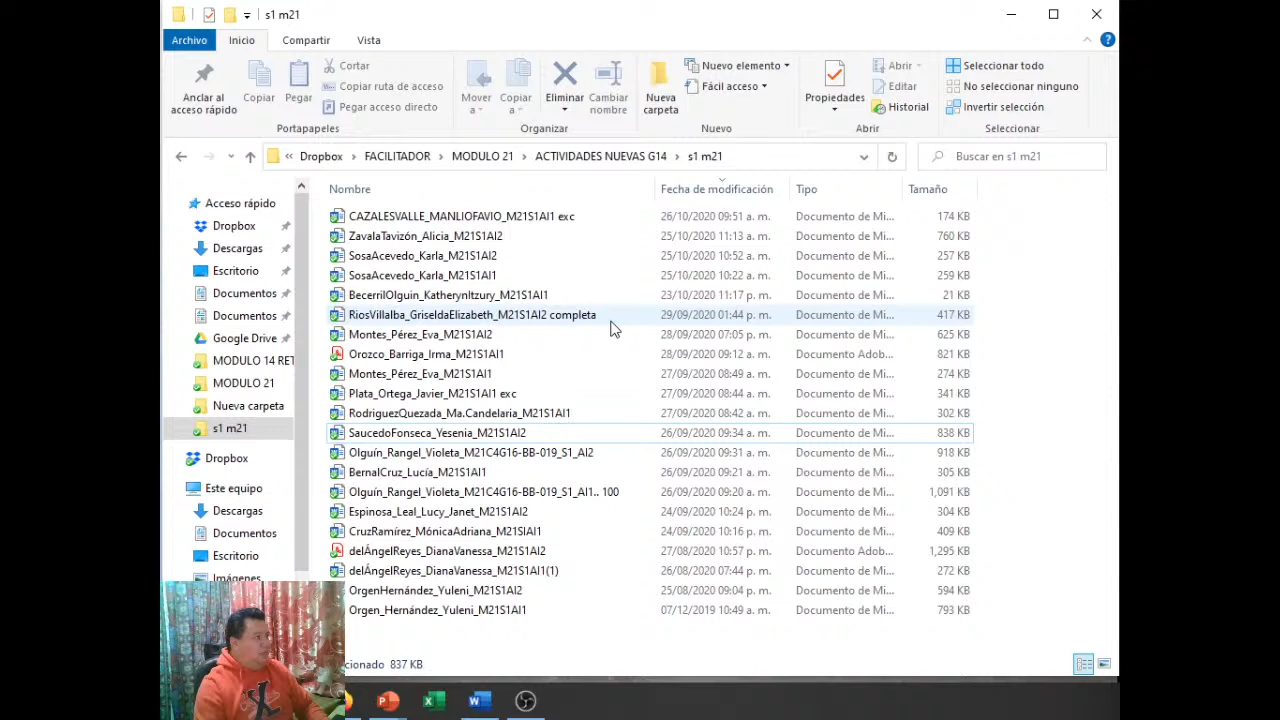 s1 m21
Archivo Inicio Compartir Vista
Anclar al acceso rápido
Copiar
Pegar
Cortar
Copiar ruta de acceso
Pegar acceso directo
Portapapeles
Mover a
Copiar a
Eliminar
Cambiar nombre
Organizar
Nueva carpeta
Nuevo elemento
Fácil acceso
Nuevo
Propiedades
Abrir
Editar
Historial
Abrir
Seleccionar todo
No seleccionar ninguno
Invertir selección
Seleccionar
« Dropbox › FACILITADOR › MODULO 21 › ACTIVIDADES NUEVAS G14 › s1 m21
Buscar en s1 m21
Acceso rápido
Dropbox
Descargas
Escritorio
Documentos
Documentos
Google Drive
MODULO 14 RET
MODULO 21
Nueva carpeta
s1 m21
Dropbox
Este equipo
Descargas
Documentos
Escritorio
Imágenes
Nombre Fecha de modificación Tipo Tamaño
CAZALESVALLE_MANLIOFAVIO_M21S1AI1 exc 26/10/2020 09:51 a. m. Documento de Mi... 174 KB
ZavalaTavizón_Alicia_M21S1AI2 25/10/2020 11:13 a. m. Documento de Mi... 760 KB
SosaAcevedo_Karla_M21S1AI2 25/10/2020 10:52 a. m. Documento de Mi... 257 KB
SosaAcevedo_Karla_M21S1AI1 25/10/2020 10:22 a. m. Documento de Mi... 259 KB
BecerrilOlguin_KatherynItzury_M21S1AI1 23/10/2020 11:17 p. m. Documento de Mi... 21 KB
RiosVillalba_GriseldaElizabeth_M21S1AI2 completa 29/09/2020 01:44 p. m. Documento de Mi... 417 KB
Montes_Pérez_Eva_M21S1AI2 28/09/2020 07:05 p. m. Documento de Mi... 625 KB
Orozco_Barriga_Irma_M21S1AI1 28/09/2020 09:12 a. m. Documento Adob... 821 KB
Montes_Pérez_Eva_M21S1AI1 27/09/2020 08:49 a. m. Documento de Mi... 274 KB
Plata_Ortega_Javier_M21S1AI1 exc 27/09/2020 08:44 a. m. Documento de Mi... 341 KB
RodriguezQuezada_Ma.Candelaria_M21S1AI1 27/09/2020 08:42 a. m. Documento de Mi... 302 KB
SaucedoFonseca_Yesenia_M21S1AI2 26/09/2020 09:34 a. m. Documento de Mi... 838 KB
Olguín_Rangel_Violeta_M21C4G16-BB-019_S1_AI2 26/09/2020 09:31 a. m. Documento de Mi... 918 KB
BernalCruz_Lucía_M21S1AI1 26/09/2020 09:21 a. m. Documento de Mi... 305 KB
Olguín_Rangel_Violeta_M21C4G16-BB-019_S1_AI1.. 100 26/09/2020 09:20 a. m. Documento de Mi... 1,091 KB
Espinosa_Leal_Lucy_Janet_M21S1AI2 24/09/2020 10:24 p. m. Documento de Mi... 304 KB
CruzRamírez_MónicaAdriana_M21SIAI1 24/09/2020 10:16 p. m. Documento de Mi... 409 KB
delÁngelReyes_DianaVanessa_M21S1AI2 27/08/2020 10:57 p. m. Documento Adob... 1,295 KB
delÁngelReyes_DianaVanessa_M21S1AI1(1) 26/08/2020 07:44 p. m. Documento de Mi... 272 KB
OrgenHernández_Yuleni_M21S1AI2 25/08/2020 09:04 p. m. Documento de Mi... 594 KB
Orgen_Hernández_Yuleni_M21S1AI1 07/12/2019 10:49 a. m. Documento de Mi... 793 KB
cionado 837 KB